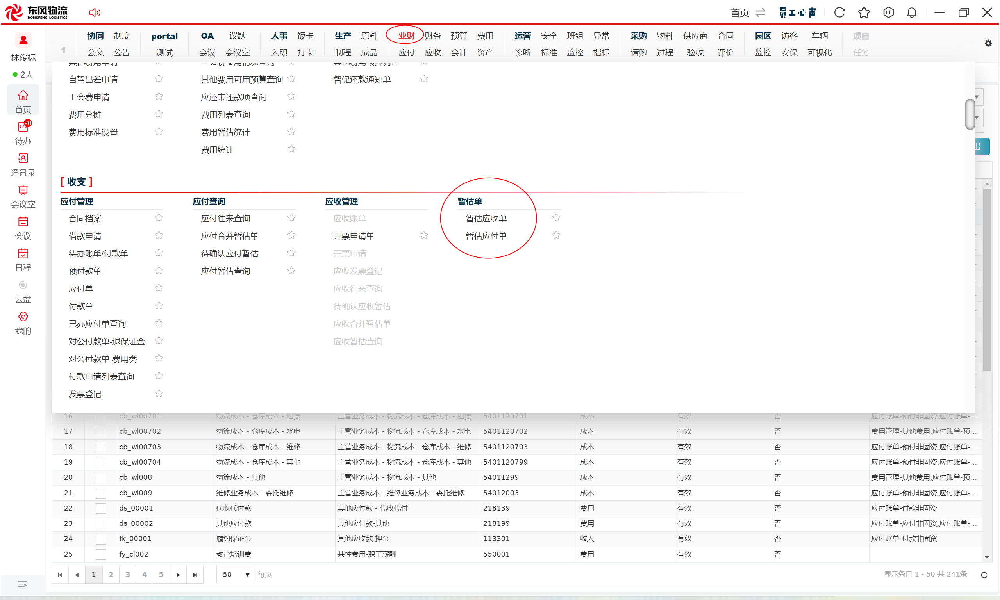 东风物流
DONGFENG LOGISTICS
首页
员工心声
协同 制度 portal OA 议题 人事 饭卡 生产 原料 业财 财务 预算 费用 运营 安全 班组 异常 采购 物料 供应商 合同 园区 访客 车辆 项目
1 公文 公告 测试 会议 会议室 入职 打卡 制程 成品 应付 应收 会计 资产 诊断 标准 监控 指标 请购 过程 验收 评价 监控 安保 可视化 任务
林俊标
2人
首页
20
待办
通讯录
会议室
会议
日程
云盘
我的
其他费用申请 工会费使用情况查询 其他费用预算调整
自驾出差申请 其他费用可用预算查询 督促还款通知单
工会费申请 应还未还款项查询
费用分摊 费用列表查询
费用标准设置 费用暂估统计
费用统计
出
[ 收支 ]
应付管理 应付查询 应收管理 暂估单
合同档案 应付往来查询 应收账单 暂估应收单
借款申请 应付合并暂估单 开票申请单 暂估应付单
待办账单/付款单 待确认应付暂估 开票申请
预付款单 应付暂估查询 应收发票登记
应付单 应收往来查询
付款单 待确认应收暂估
已办应付单查询 应收合并暂估单
对公付款单-退保证金 应收暂估查询
对公付款单-费用类
付款申请列表查询
发票登记
16 cb_wl00701 物流成本 - 仓库成本 - 租赁 主营业务成本 - 物流成本 - 仓库成本 - 租赁 5401120701 成本 有效 否 应付账单-预付非固资,应付账单-...
17 cb_wl00702 物流成本 - 仓库成本 - 水电 主营业务成本 - 物流成本 - 仓库成本 - 水电 5401120702 成本 有效 否 费用管理-其他费用,应付账单-预...
18 cb_wl00703 物流成本 - 仓库成本 - 维修 主营业务成本 - 物流成本 - 仓库成本 - 维修 5401120703 成本 有效 否 应付账单-预付非固资,应付账单-...
19 cb_wl00704 物流成本 - 仓库成本 - 其他 主营业务成本 - 物流成本 - 仓库成本 - 其他 5401120799 成本 有效 否 应付账单-预付非固资,应付账单-...
20 cb_wl008 物流成本 - 其他 主营业务成本 - 物流成本 - 其他 54011299 成本 有效 否 费用管理-其他费用,应付账单-预...
21 cb_wl009 维修业务成本 - 委托维修 主营业务成本 - 维修业务成本 - 委托维修 54012003 成本 有效 否 应付账单-预付非固资,应付账单-...
22 ds_00001 代收代付款 其他应付款 - 代收代付 218139 费用 有效 否 应付账单-付款非固资
23 ds_00002 其他应付款 其他应付款-其他 218199 费用 有效 否 应付账单-应付非固资,应付账单-...
24 fk_00001 履约保证金 其他应收款-押金 113301 收入 有效 否 应付账单-付款非固资
25 fy_cl002 教育培训费 共性费用-职工薪酬 550001 费用 有效 否
1 2 3 4 5 50 每页 显示条目 1 - 50 共 241条